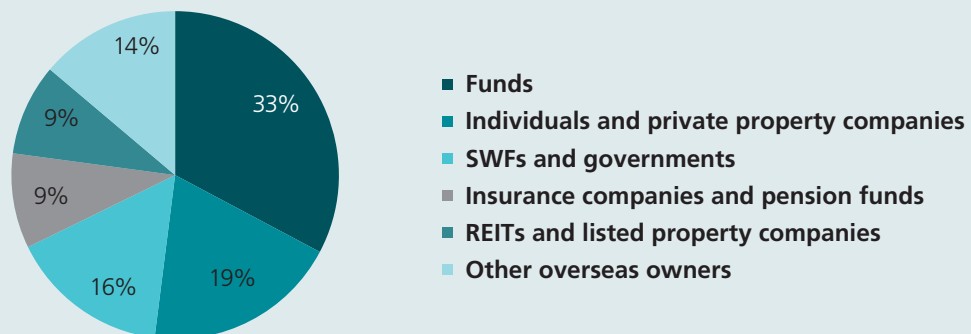 14%
33%
9%
9%
16%
19%
Funds
Individuals and private property companies
SWFs and governments
Insurance companies and pension funds
REITs and listed property companies
Other overseas owners